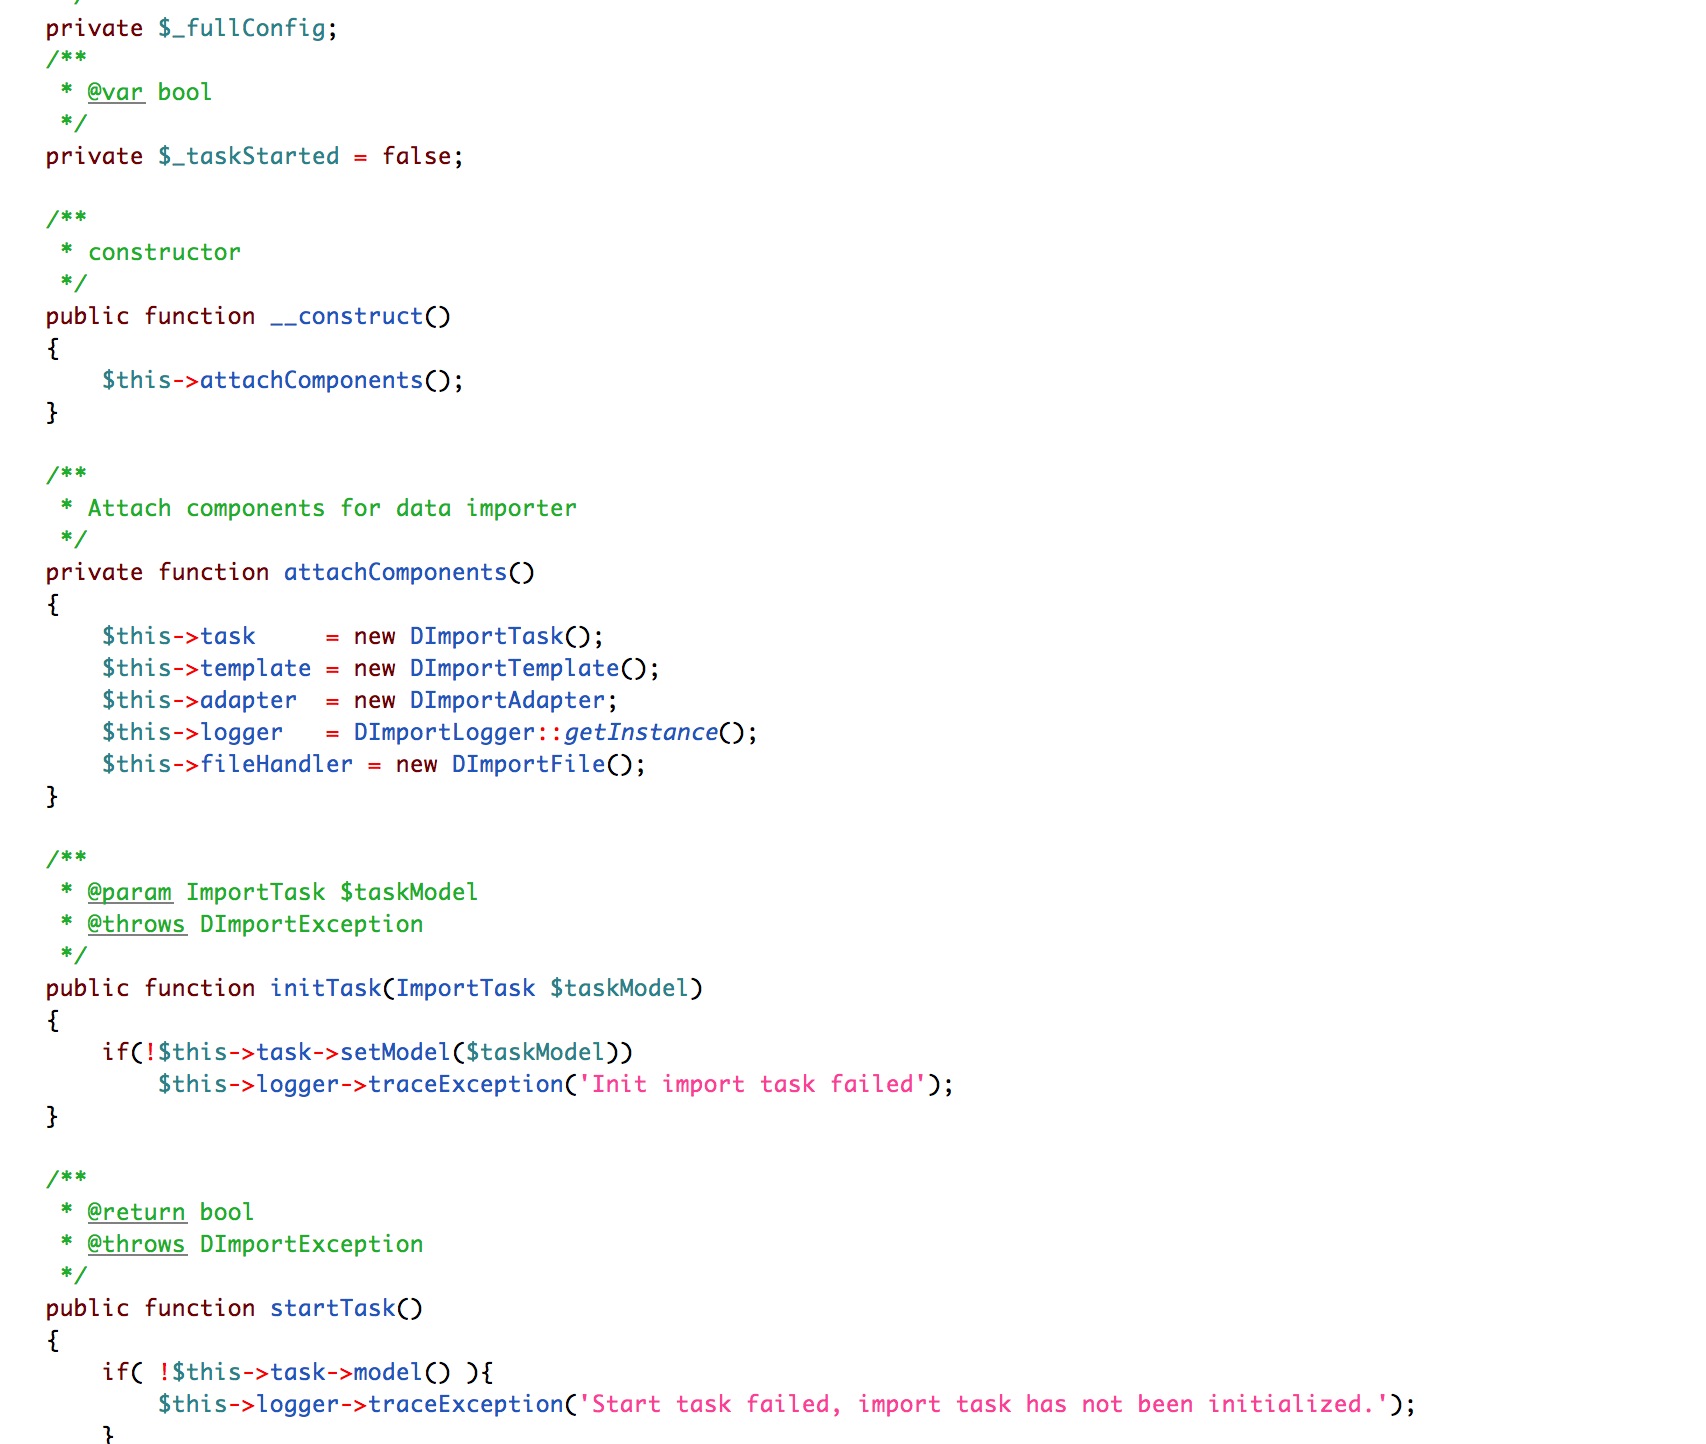 */
private $_fullConfig;
/**
 * @var bool
 */
private $_taskStarted = false;

/**
 * constructor
 */
public function __construct()
{
    $this->attachComponents();
}

/**
 * Attach components for data importer
 */
private function attachComponents()
{
    $this->task     = new DImportTask();
    $this->template = new DImportTemplate();
    $this->adapter  = new DImportAdapter;
    $this->logger   = DImportLogger::getInstance();
    $this->fileHandler = new DImportFile();
}

/**
 * @param ImportTask $taskModel
 * @throws DImportException
 */
public function initTask(ImportTask $taskModel)
{
    if(!$this->task->setModel($taskModel))
        $this->logger->traceException('Init import task failed');
}

/**
 * @return bool
 * @throws DImportException
 */
public function startTask()
{
    if( !$this->task->model() ){
        $this->logger->traceException('Start task failed, import task has not been initialized.');
    }